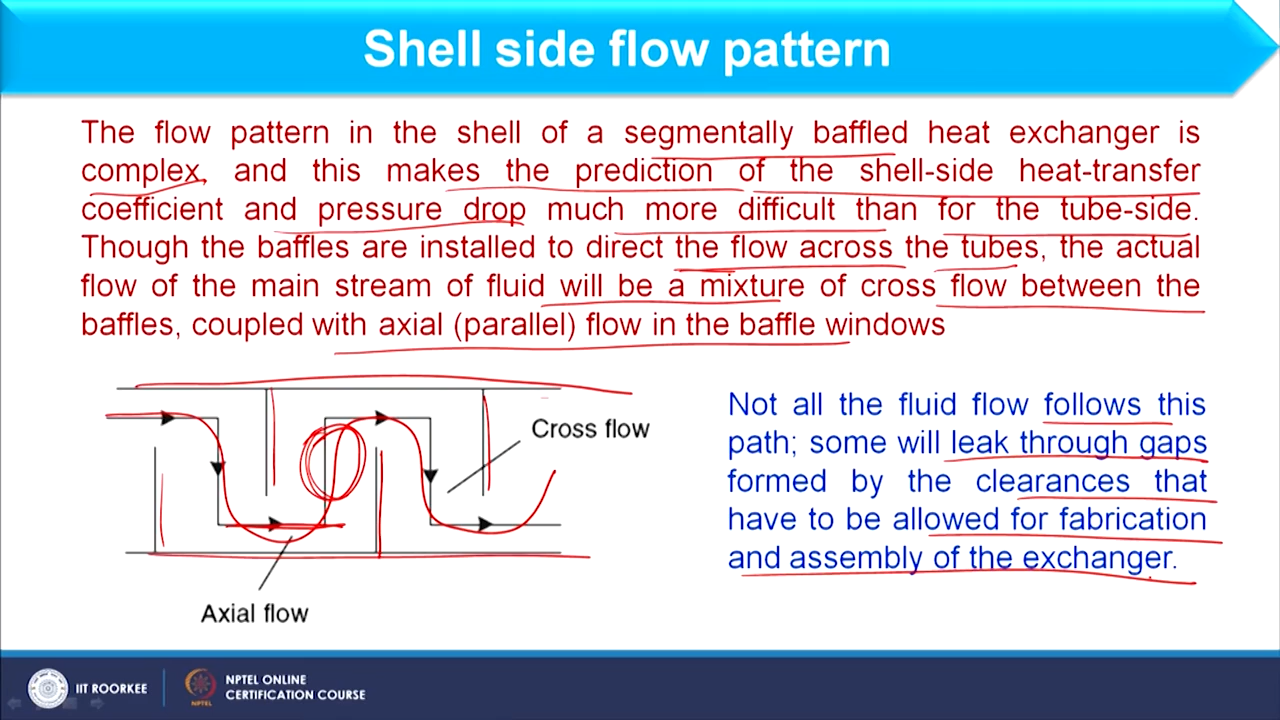 Shell side flow pattern
The flow pattern in the shell of a segmentally baffled heat exchanger is
complex, and this makes the prediction of the shell-side heat-transfer
coefficient and pressure drop much more difficult than for the tube-side.
Though the baffles are installed to direct the flow across the tubes, the actual
flow of the main stream of fluid will be a mixture of cross flow between the
baffles, coupled with axial (parallel) flow in the baffle windows
Cross flow
Axial flow
Not all the fluid flow follows this
path; some will leak through gaps
formed by the clearances that
have to be allowed for fabrication
and assembly of the exchanger.
IIT ROORKEE
NPTEL
NPTEL ONLINE
CERTIFICATION COURSE